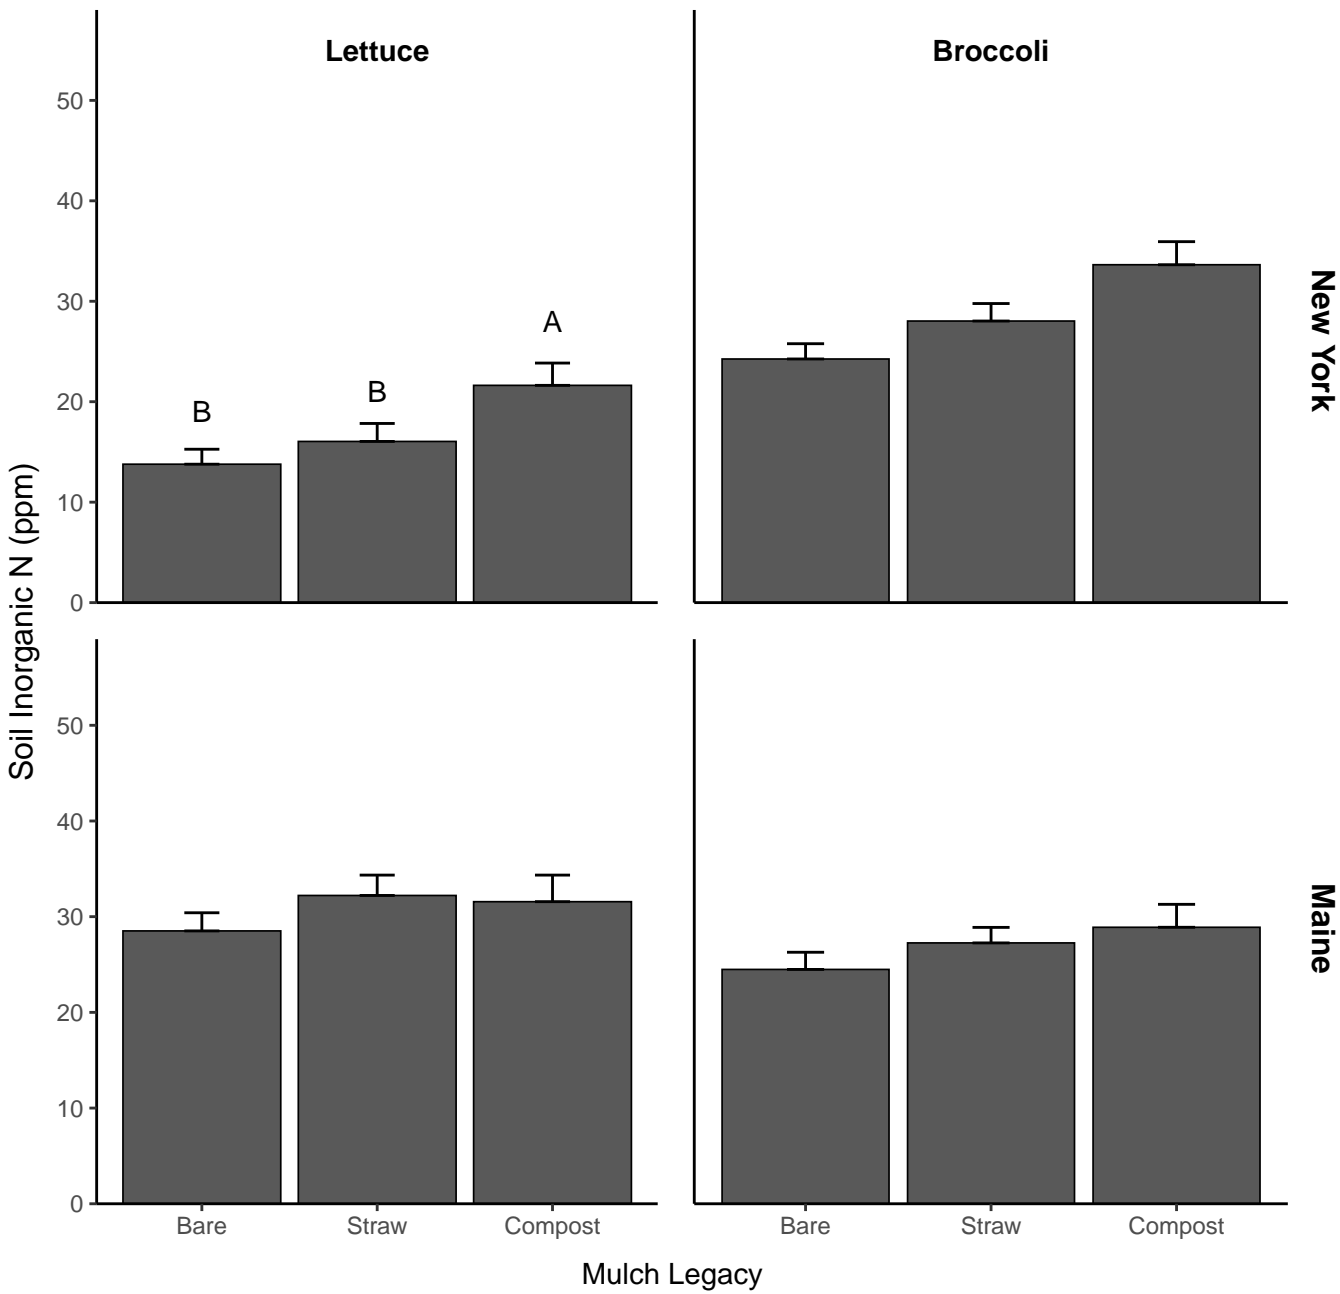 Lettuce
Broccoli
50
40
30
20
10
0
B
B
A
New York
Soil Inorganic N (ppm)
50
40
30
20
10
0
Maine
Bare
Straw
Compost
Bare
Straw
Compost
Mulch Legacy